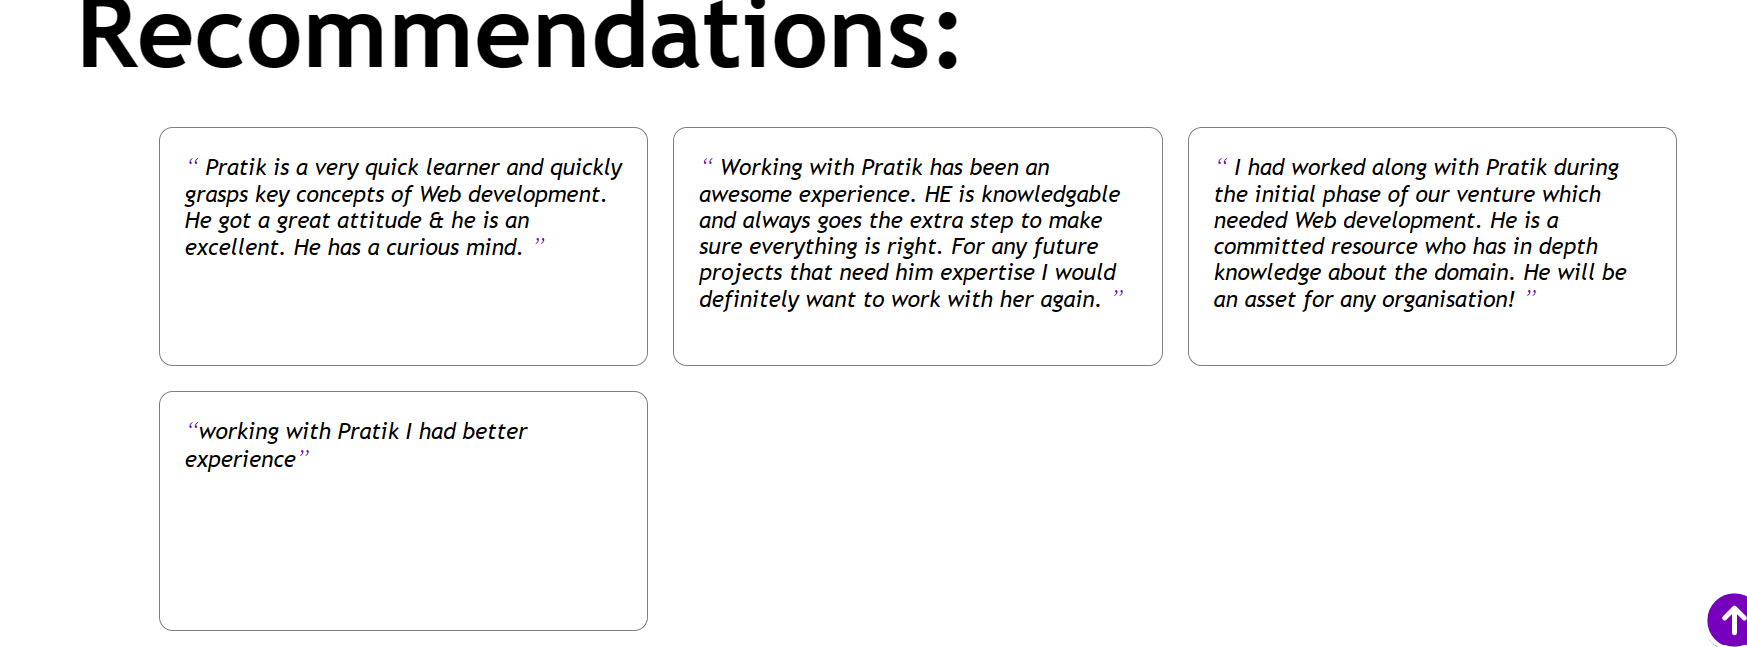 Recommendations:
“ Pratik is a very quick learner and quickly
grasps key concepts of Web development.
He got a great attitude & he is an
excellent. He has a curious mind. ”
“ Working with Pratik has been an
awesome experience. HE is knowledgable
and always goes the extra step to make
sure everything is right. For any future
projects that need him expertise I would
definitely want to work with her again. ”
“ I had worked along with Pratik during
the initial phase of our venture which
needed Web development. He is a
committed resource who has in depth
knowledge about the domain. He will be
an asset for any organisation! ”
“working with Pratik I had better
experience”